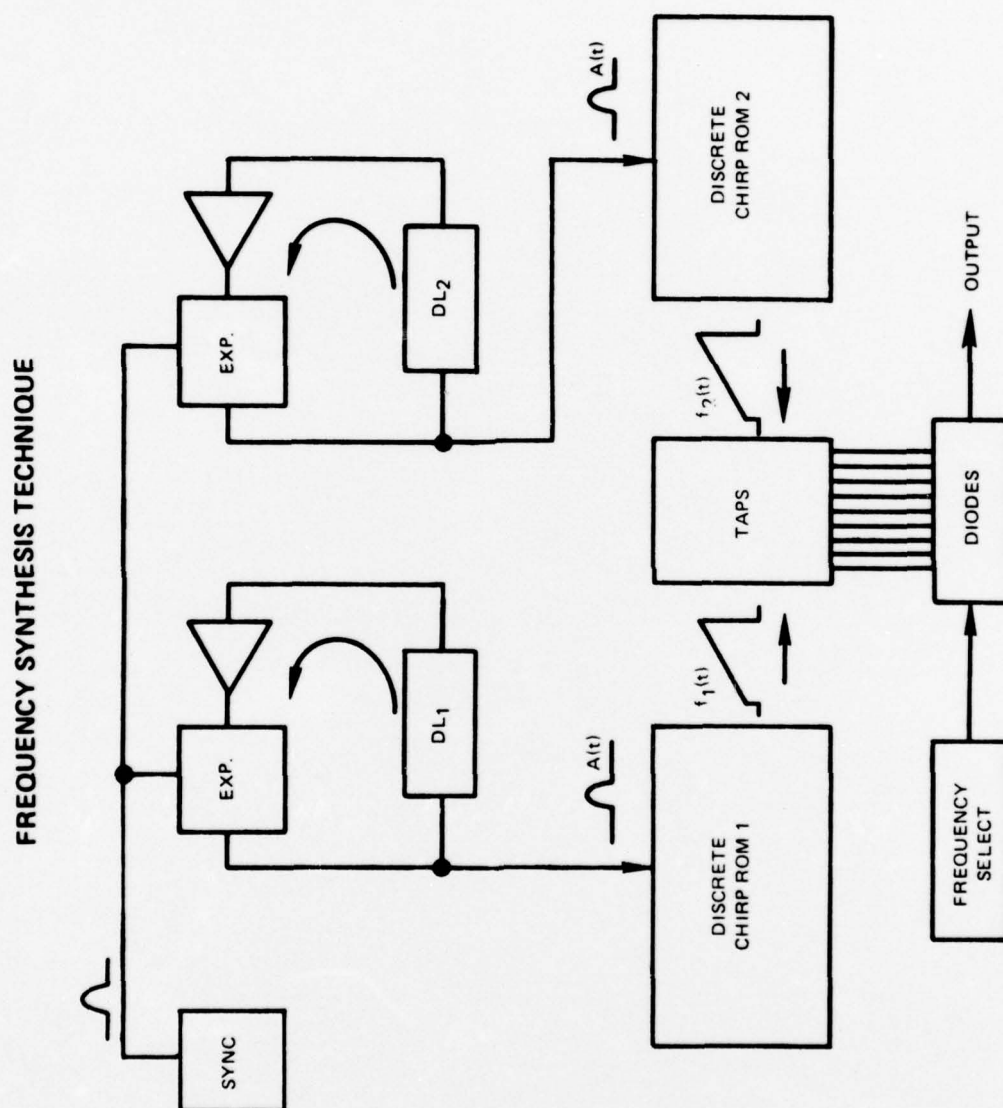 FREQUENCY SYNTHESIS TECHNIQUE
SYNC
EXP.
EXP.
DL1
DL2
A(t)
A(t)
DISCRETE
CHIRP ROM 1
f1(t)
TAPS
f2(t)
DISCRETE
CHIRP ROM 2
FREQUENCY
SELECT
DIODES
OUTPUT